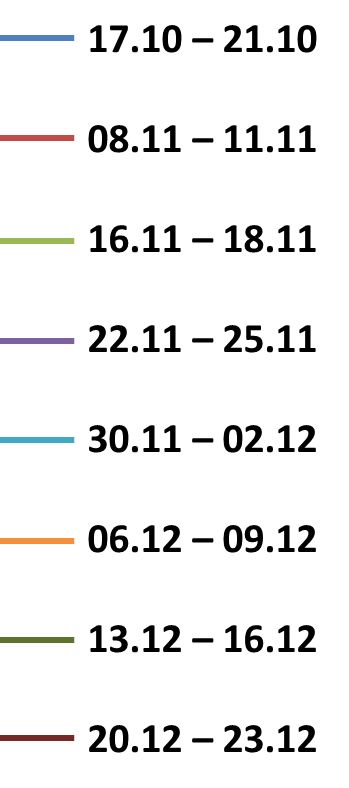 17.10 – 21.10
08.11 – 11.11
16.11 – 18.11
22.11 – 25.11
30.11 – 02.12
06.12 – 09.12
13.12 – 16.12
20.12 – 23.12